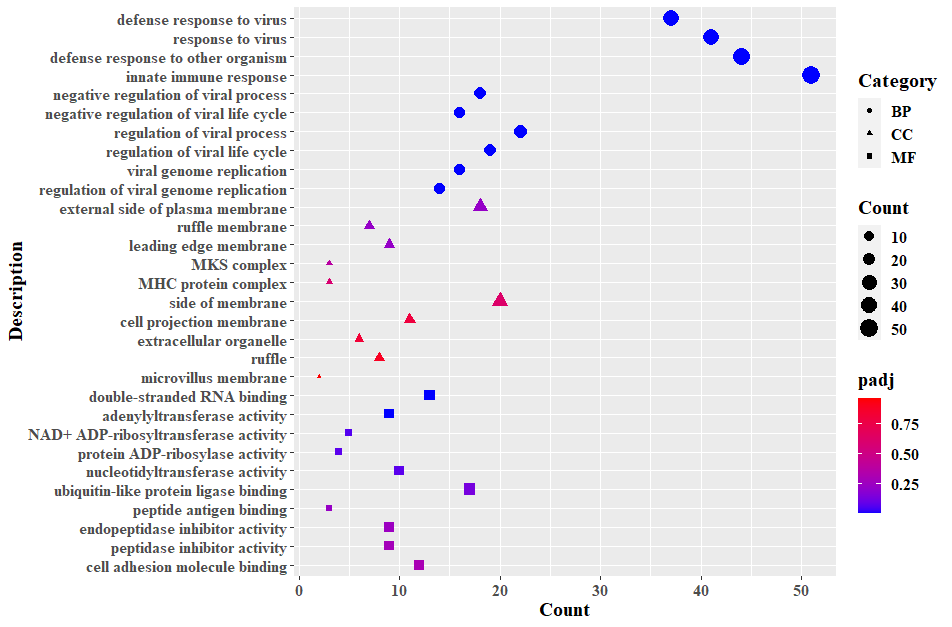 defense response to virus
response to virus
defense response to other organism
innate immune response
negative regulation of viral process
negative regulation of viral life cycle
regulation of viral process
regulation of viral life cycle
viral genome replication
regulation of viral genome replication
external side of plasma membrane
ruffle membrane
leading edge membrane
MKS complex
MHC protein complex
side of membrane
cell projection membrane
extracellular organelle
ruffle
microvillus membrane
double-stranded RNA binding
adenylyltransferase activity
NAD+ ADP-ribosyltransferase activity
protein ADP-ribosylase activity
nucleotidyltransferase activity
ubiquitin-like protein ligase binding
peptide antigen binding
endopeptidase inhibitor activity
peptidase inhibitor activity
cell adhesion molecule binding
Description
0 10 20 30 40 50
Count
Category
BP
CC
MF
Count
10
20
30
40
50
padj
0.75
0.50
0.25